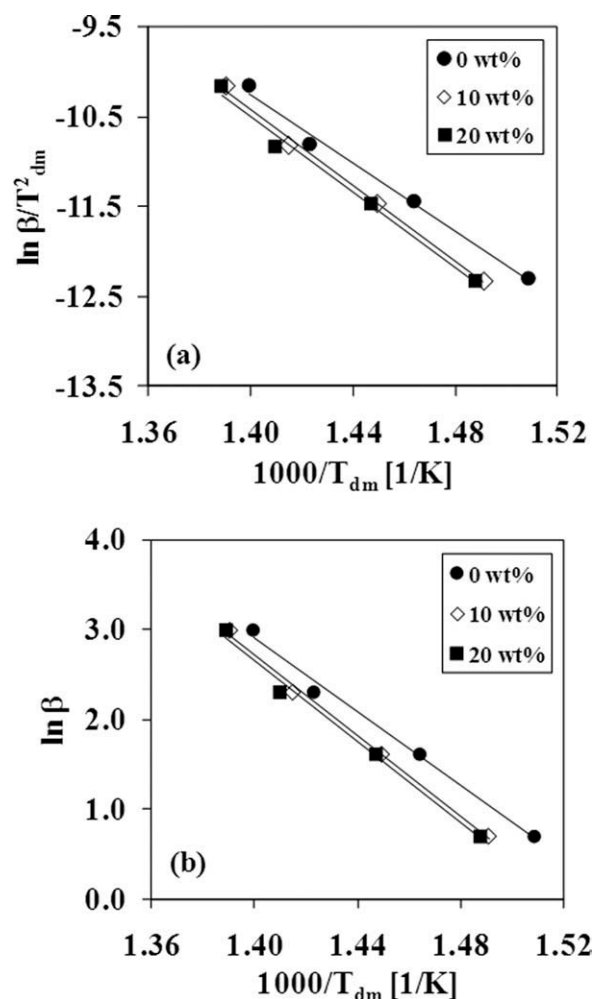 -9.5
-10.5
-11.5
-12.5
-13.5
ln β/T²dm
0 wt%
10 wt%
20 wt%
(a)
1.36 1.40 1.44 1.48 1.52
1000/Tdm [1/K]
4.0
3.0
2.0
1.0
0.0
ln β
0 wt%
10 wt%
20 wt%
(b)
1.36 1.40 1.44 1.48 1.52
1000/Tdm [1/K]